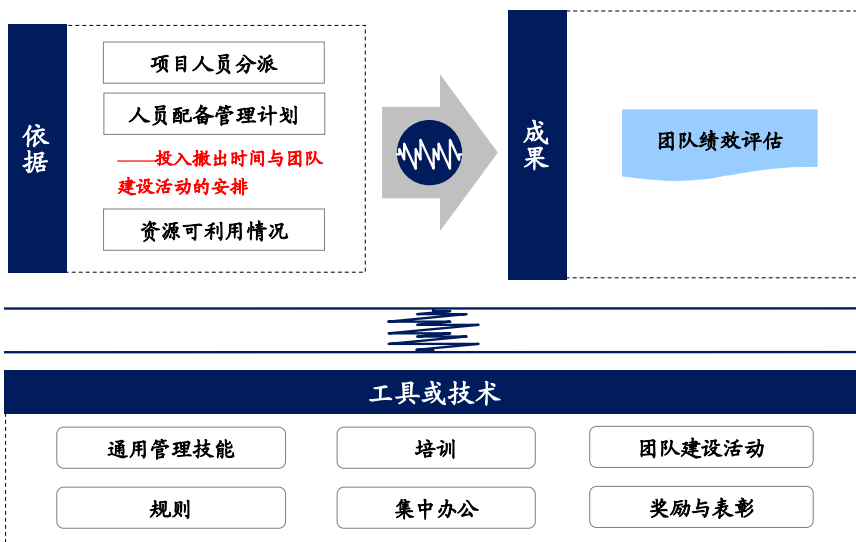 依据
项目人员分派
人员配备管理计划
——投入撤出时间与团队
建设活动的安排
资源可利用情况
成果
团队绩效评估
工具或技术
通用管理技能
培训
团队建设活动
规则
集中办公
奖励与表彰